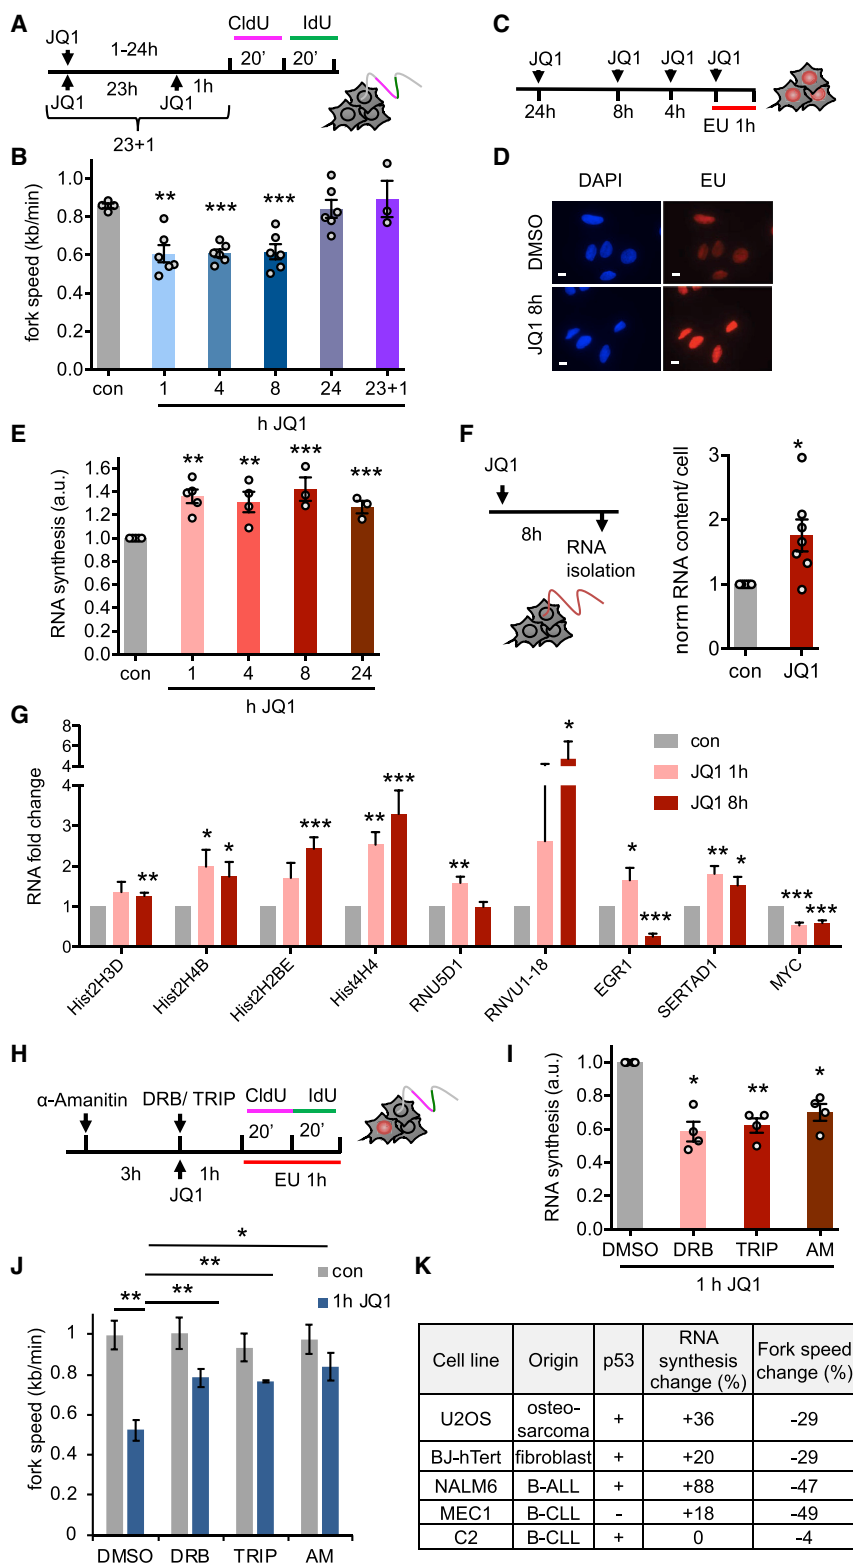 A
CldU
IdU
JQ1
1-24h
20'
20'
23h
1h
JQ1
JQ1
23+1
C
JQ1
JQ1
JQ1
JQ1
24h
8h
4h
EU 1h
B
fork speed (kb/min)
1.0
0.8
0.6
0.4
0.2
0.0
**
***
***
con
1
4
8
24
23+1
h JQ1
D
DAPI
EU
DMSO
JQ1 8h
E
RNA synthesis (a.u.)
1.6
1.4
1.2
1.0
0.8
0.6
0.4
0.2
0.0
**
**
***
***
con
1
4
8
24
h JQ1
F
JQ1
8h
RNA
isolation
norm RNA content/ cell
3
2
1
0
*
con
JQ1
G
RNA fold change
8
6
4
4
3
2
1
0
con
JQ1 1h
JQ1 8h
**
*
*
***
**
***
**
*
*
***
**
*
***
***
Hist2H3D
Hist2H4B
Hist2H2BE
Hist4H4
RNU5D1
RNVU1-18
EGR1
SERTAD1
MYC
H
α-Amanitin
DRB/ TRIP
CldU
IdU
20'
20'
3h
1h
JQ1
EU 1h
I
RNA synthesis (a.u.)
1.0
0.8
0.6
0.4
0.2
0.0
*
**
*
DMSO
DRB
TRIP
AM
1 h JQ1
J
fork speed (kb/min)
1.2
1
0.8
0.6
0.4
0.2
0
*
**
**
**
con
1h JQ1
DMSO
DRB
TRIP
AM
K
Cell line
Origin
p53
RNA
synthesis
change (%)
Fork speed
change (%)
U2OS
osteo-
sarcoma
+
+36
-29
BJ-hTert
fibroblast
+
+20
-29
NALM6
B-ALL
+
+88
-47
MEC1
B-CLL
-
+18
-49
C2
B-CLL
+
0
-4